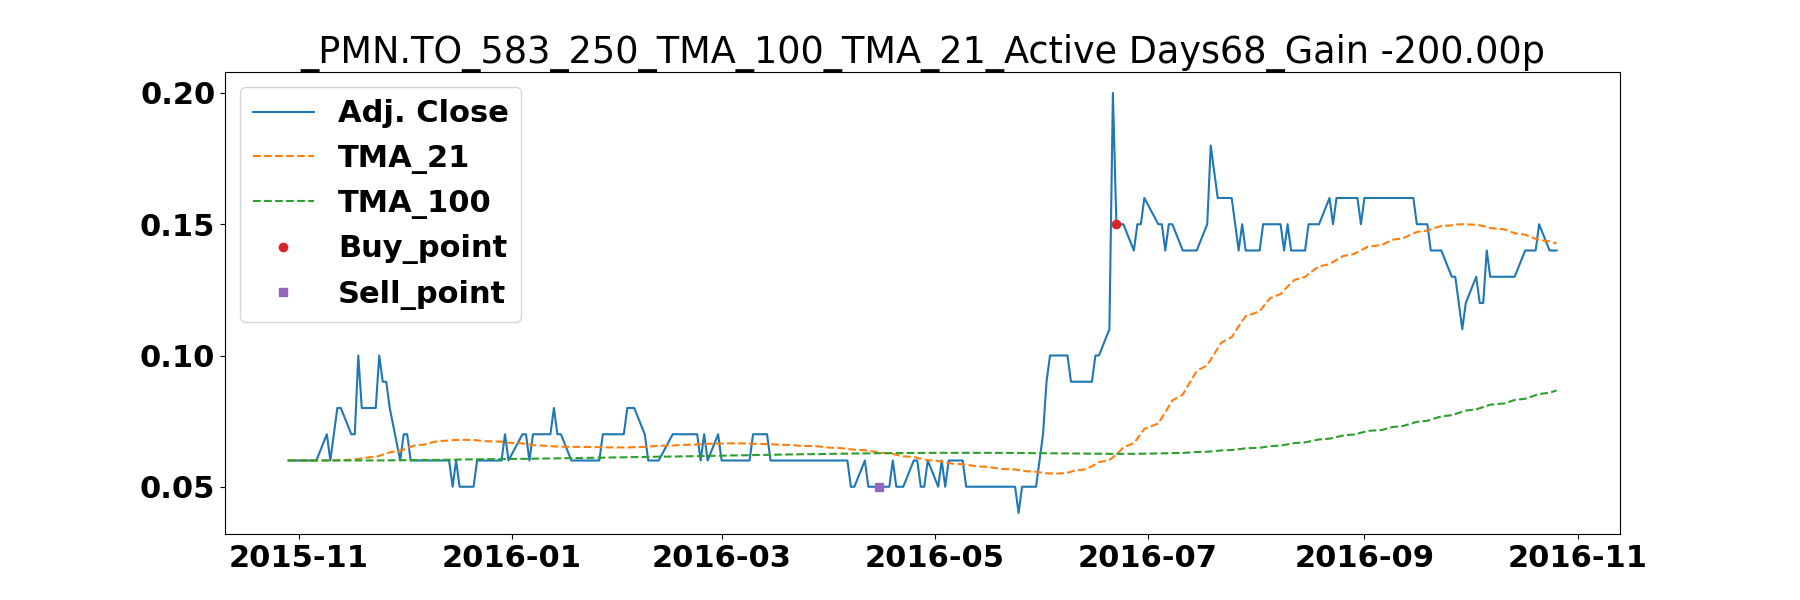 _PMN.TO_583_250_TMA_100_TMA_21_Active Days68_Gain -200.00p
0.20
0.15
0.10
0.05
Adj. Close
TMA_21
TMA_100
Buy_point
Sell_point
2015-11
2016-01
2016-03
2016-05
2016-07
2016-09
2016-11